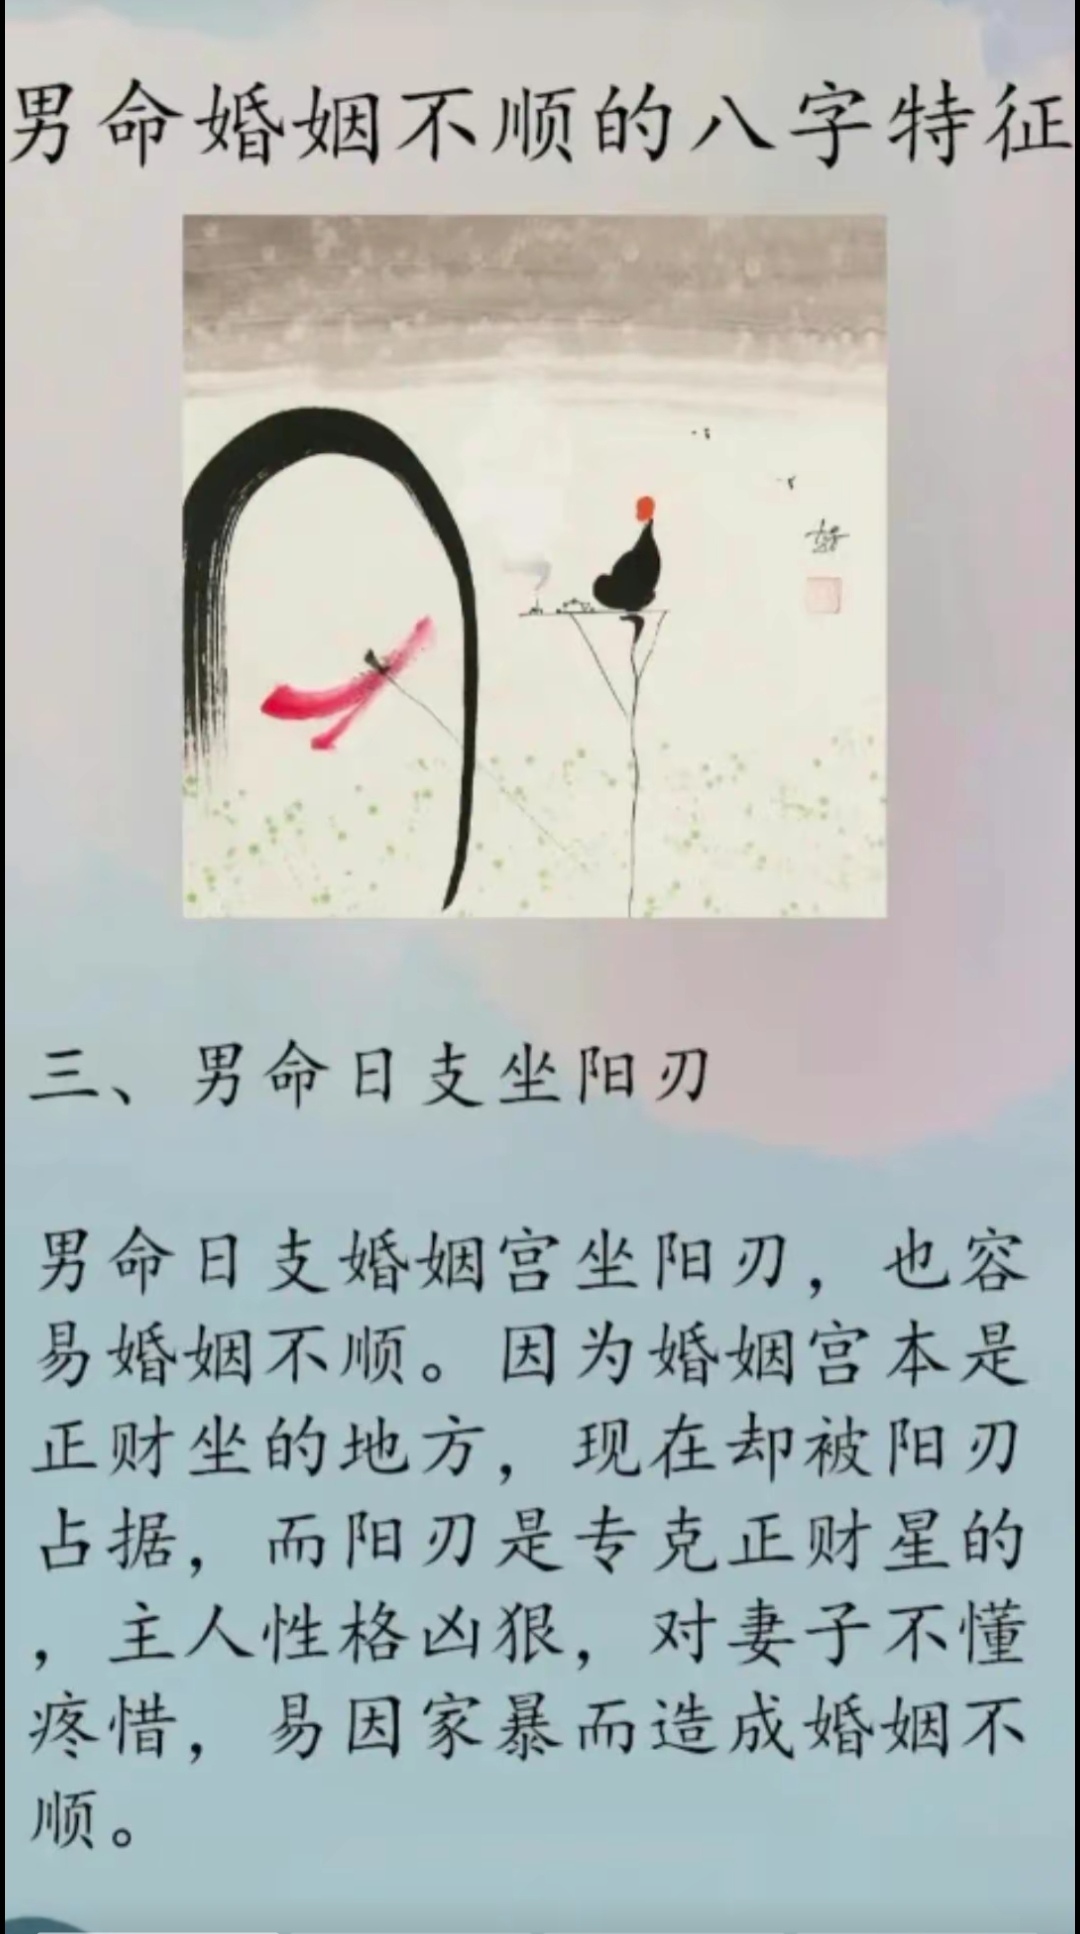 男命婚姻不顺的八字特征
三、男命日支坐阳刃
男命日支婚姻宫坐阳刃，也容
易婚姻不顺。因为婚姻宫本是
正财坐的地方，现在却被阳刃
占据，而阳刃是专克正财星的
，主人性格凶狠，对妻子不懂
疼惜，易因家暴而造成婚姻不
顺。